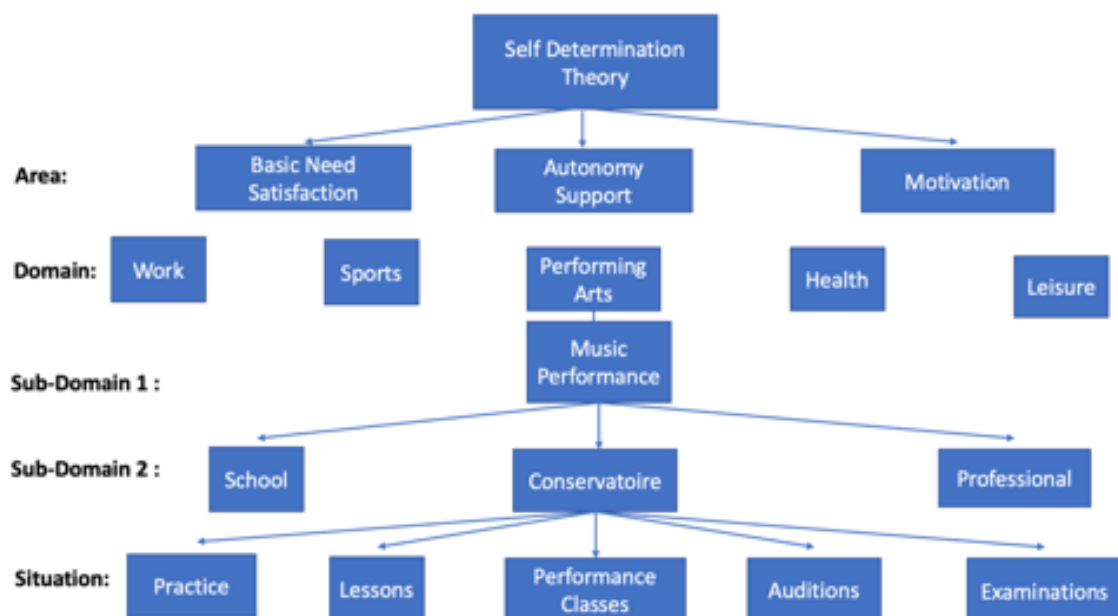 Self Determination
Theory
Area:
Basic Need
Satisfaction
Autonomy
Support
Motivation
Domain:
Work
Sports
Performing
Arts
Health
Leisure
Sub-Domain 1 :
Music
Performance
Sub-Domain 2 :
School
Conservatoire
Professional
Situation:
Practice
Lessons
Performance
Classes
Auditions
Examinations